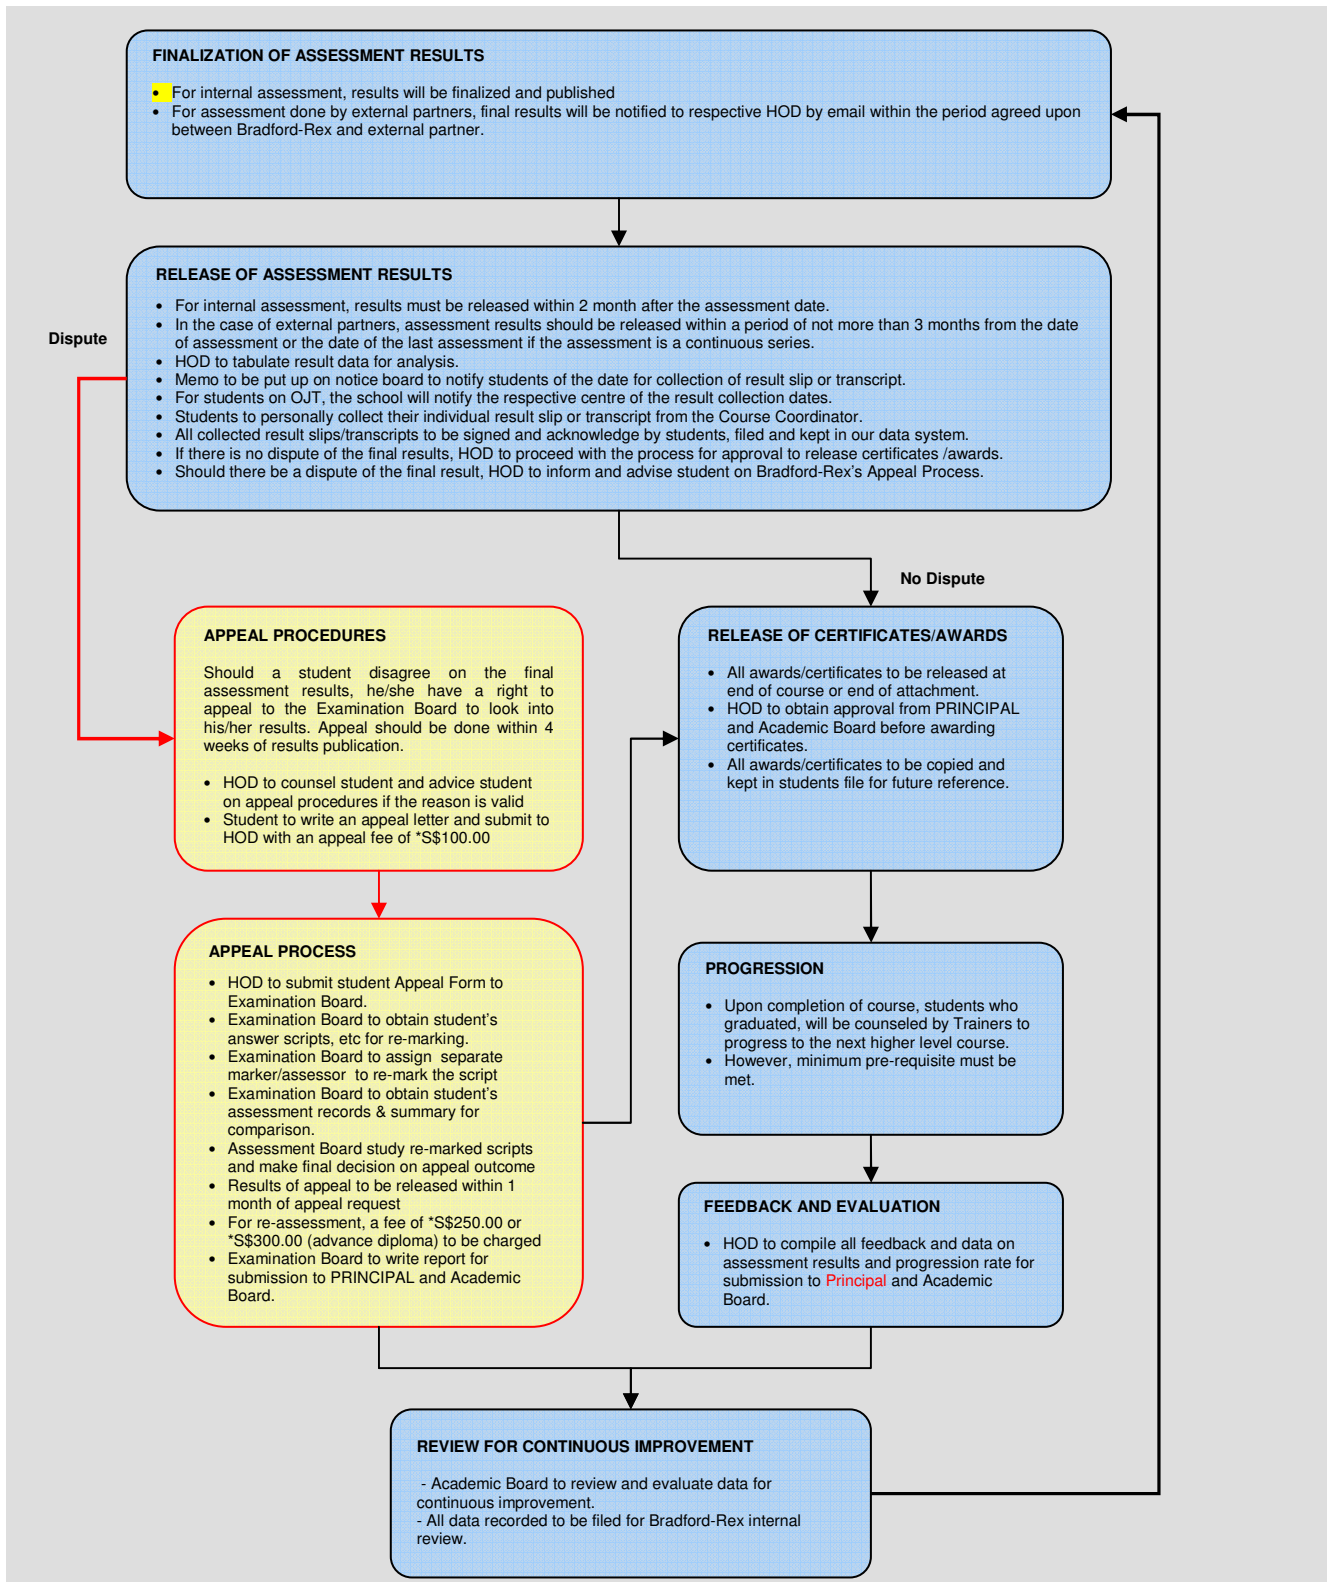 FINALIZATION OF ASSESSMENT RESULTS
• For internal assessment, results will be finalized and published
• For assessment done by external partners, final results will be notified to respective HOD by email within the period agreed upon
between Bradford-Rex and external partner.
RELEASE OF ASSESSMENT RESULTS
• For internal assessment, results must be released within 2 month after the assessment date.
• In the case of external partners, assessment results should be released within a period of not more than 3 months from the date
of assessment or the date of the last assessment if the assessment is a continuous series.
• HOD to tabulate result data for analysis.
• Memo to be put up on notice board to notify students of the date for collection of result slip or transcript.
• For students on OJT, the school will notify the respective centre of the result collection dates.
• Students to personally collect their individual result slip or transcript from the Course Coordinator.
• All collected result slips/transcripts to be signed and acknowledge by students, filed and kept in our data system.
• If there is no dispute of the final results, HOD to proceed with the process for approval to release certificates /awards.
• Should there be a dispute of the final result, HOD to inform and advise student on Bradford-Rex's Appeal Process.
Dispute
No Dispute
APPEAL PROCEDURES
Should a student disagree on the final
assessment results, he/she have a right to
appeal to the Examination Board to look into
his/her results. Appeal should be done within 4
weeks of results publication.
• HOD to counsel student and advice student
on appeal procedures if the reason is valid
• Student to write an appeal letter and submit to
HOD with an appeal fee of *S$100.00
RELEASE OF CERTIFICATES/AWARDS
• All awards/certificates to be released at
end of course or end of attachment.
• HOD to obtain approval from PRINCIPAL
and Academic Board before awarding
certificates.
• All awards/certificates to be copied and
kept in students file for future reference.
APPEAL PROCESS
• HOD to submit student Appeal Form to
Examination Board.
• Examination Board to obtain student's
answer scripts, etc for re-marking.
• Examination Board to assign separate
marker/assessor to re-mark the script
• Examination Board to obtain student's
assessment records & summary for
comparison.
• Assessment Board study re-marked scripts
and make final decision on appeal outcome
• Results of appeal to be released within 1
month of appeal request
• For re-assessment, a fee of *S$250.00 or
*S$300.00 (advance diploma) to be charged
• Examination Board to write report for
submission to PRINCIPAL and Academic
Board.
PROGRESSION
• Upon completion of course, students who
graduated, will be counseled by Trainers to
progress to the next higher level course.
• However, minimum pre-requisite must be
met.
FEEDBACK AND EVALUATION
• HOD to compile all feedback and data on
assessment results and progression rate for
submission to Principal and Academic
Board.
REVIEW FOR CONTINUOUS IMPROVEMENT
- Academic Board to review and evaluate data for
continuous improvement.
- All data recorded to be filed for Bradford-Rex internal
review.